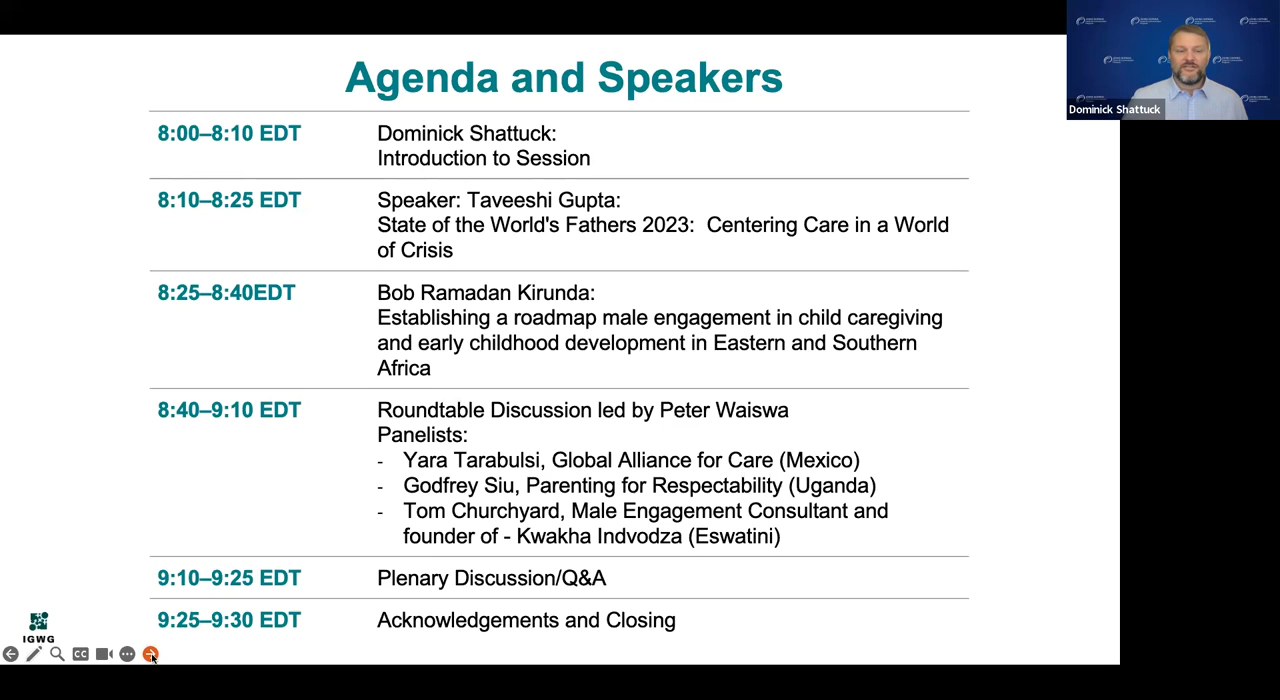 Agenda and Speakers
8:00–8:10 EDT
Dominick Shattuck:
Introduction to Session
8:10–8:25 EDT
Speaker: Taveeshi Gupta:
State of the World's Fathers 2023:  Centering Care in a World
of Crisis
8:25–8:40EDT
Bob Ramadan Kirunda:
Establishing a roadmap male engagement in child caregiving
and early childhood development in Eastern and Southern
Africa
8:40–9:10 EDT
Roundtable Discussion led by Peter Waiswa
Panelists:
- Yara Tarabulsi, Global Alliance for Care (Mexico)
- Godfrey Siu, Parenting for Respectability (Uganda)
- Tom Churchyard, Male Engagement Consultant and
founder of - Kwakha Indvodza (Eswatini)
9:10–9:25 EDT
Plenary Discussion/Q&A
9:25–9:30 EDT
Acknowledgements and Closing
IGWG
CC
Dominick Shattuck